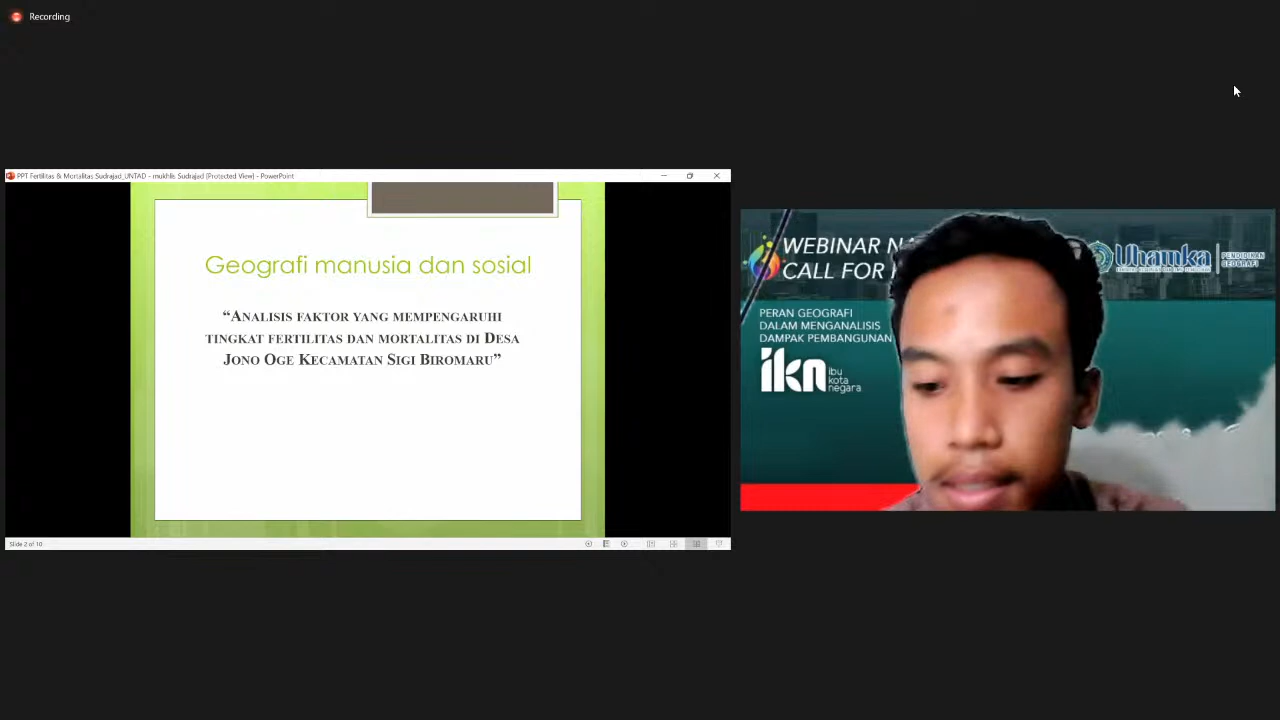 Recording
PPT Fertilitas & Mortalitas Sudrajad_UNTAD - mukhlis Sudrajad (Protected View) - PowerPoint
Geografi manusia dan sosial
“ANALISIS FAKTOR YANG MEMPENGARUHI
TINGKAT FERTILITAS DAN MORTALITAS DI DESA
JONO OGE KECAMATAN SIGI BIROMARU”
Slide 2 of 10
WEBINAR NA
CALL FOR
Uhamka
PENDIDIKAN
GEOGRAFI
PERAN GEOGRAFI
DALAM MENGANALISIS
DAMPAK PEMBANGUNAN
ikn ibu
kota
negara